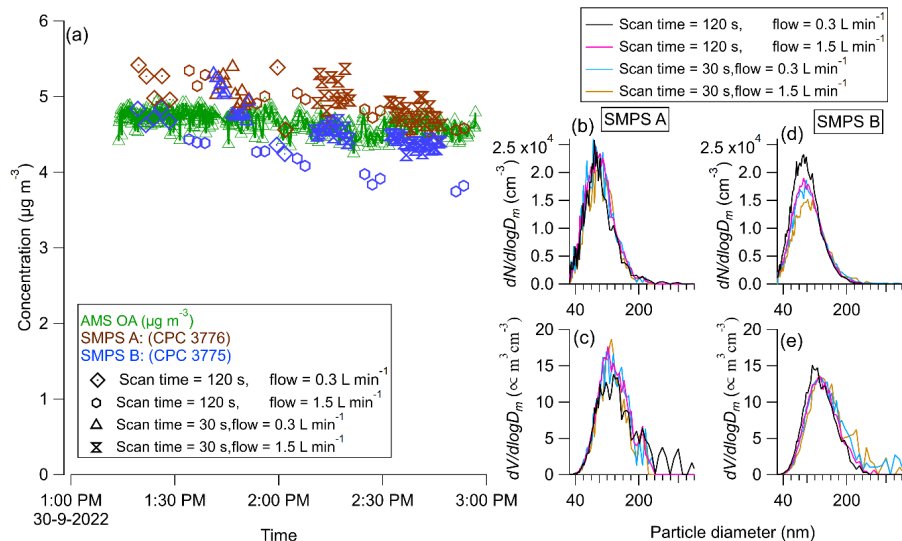 (a)
6
5
4
3
2
1
0
Concentration (µg m⁻³)
AMS OA (µg m⁻³)
SMPS A: (CPC 3776)
SMPS B: (CPC 3775)
Scan time = 120 s, flow = 0.3 L min⁻¹
Scan time = 120 s, flow = 1.5 L min⁻¹
Scan time = 30 s,flow = 0.3 L min⁻¹
Scan time = 30 s,flow = 1.5 L min⁻¹
1:00 PM 1:30 PM 2:00 PM 2:30 PM 3:00 PM
30-9-2022
Time
Scan time = 120 s, flow = 0.3 L min⁻¹
Scan time = 120 s, flow = 1.5 L min⁻¹
Scan time = 30 s,flow = 0.3 L min⁻¹
Scan time = 30 s,flow = 1.5 L min⁻¹
(b) SMPS A
2.5 x10⁴
2.0
1.5
1.0
0.5
0.0
dN/dlogDₘ (cm⁻³)
40 200
(d) SMPS B
2.5 x10⁴
2.0
1.5
1.0
0.5
0.0
dN/dlogDₘ (cm⁻³)
40 200
(c)
20
15
10
5
0
dV/dlogDₘ (∝ m³ cm⁻³)
40 200
(e)
20
15
10
5
0
dV/dlogDₘ (∝ m³ cm⁻³)
40 200
Particle diameter (nm)